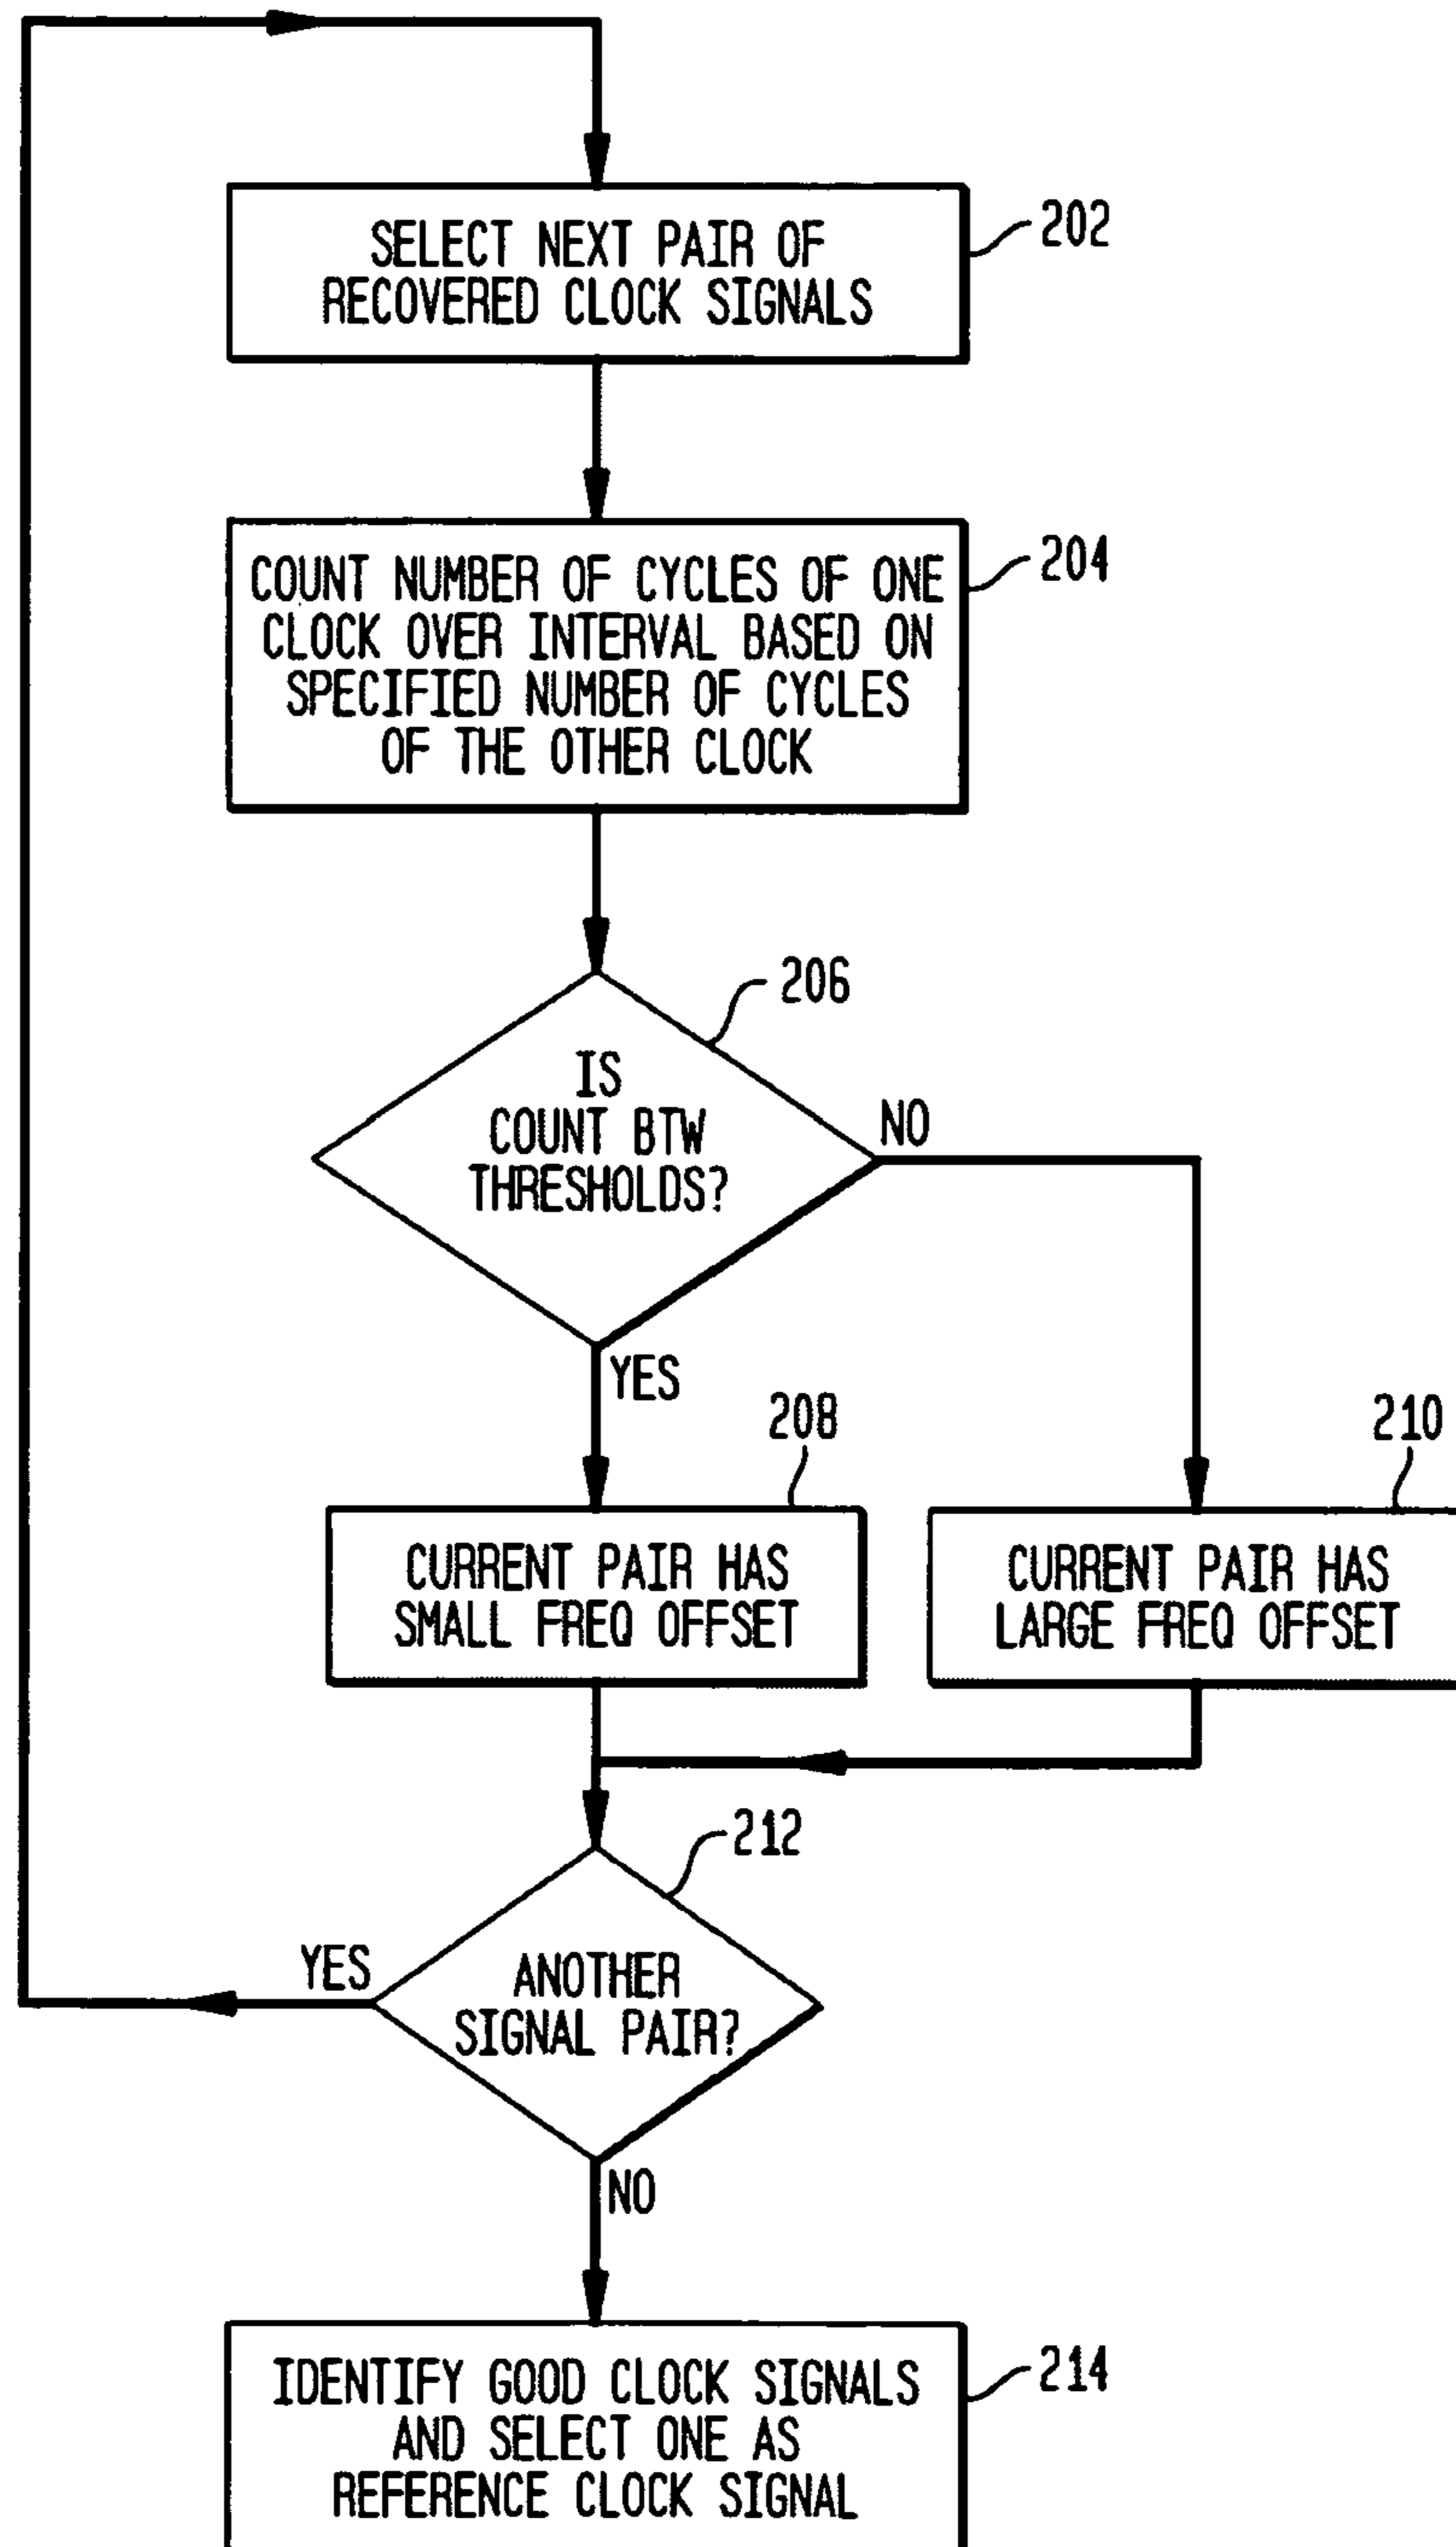 SELECT NEXT PAIR OF
RECOVERED CLOCK SIGNALS
202
COUNT NUMBER OF CYCLES OF ONE
CLOCK OVER INTERVAL BASED ON
SPECIFIED NUMBER OF CYCLES
OF THE OTHER CLOCK
204
206
IS
COUNT BTW
THRESHOLDS?
NO
YES
208
210
CURRENT PAIR HAS
SMALL FREQ OFFSET
CURRENT PAIR HAS
LARGE FREQ OFFSET
212
YES
ANOTHER
SIGNAL PAIR?
NO
IDENTIFY GOOD CLOCK SIGNALS
AND SELECT ONE AS
REFERENCE CLOCK SIGNAL
214